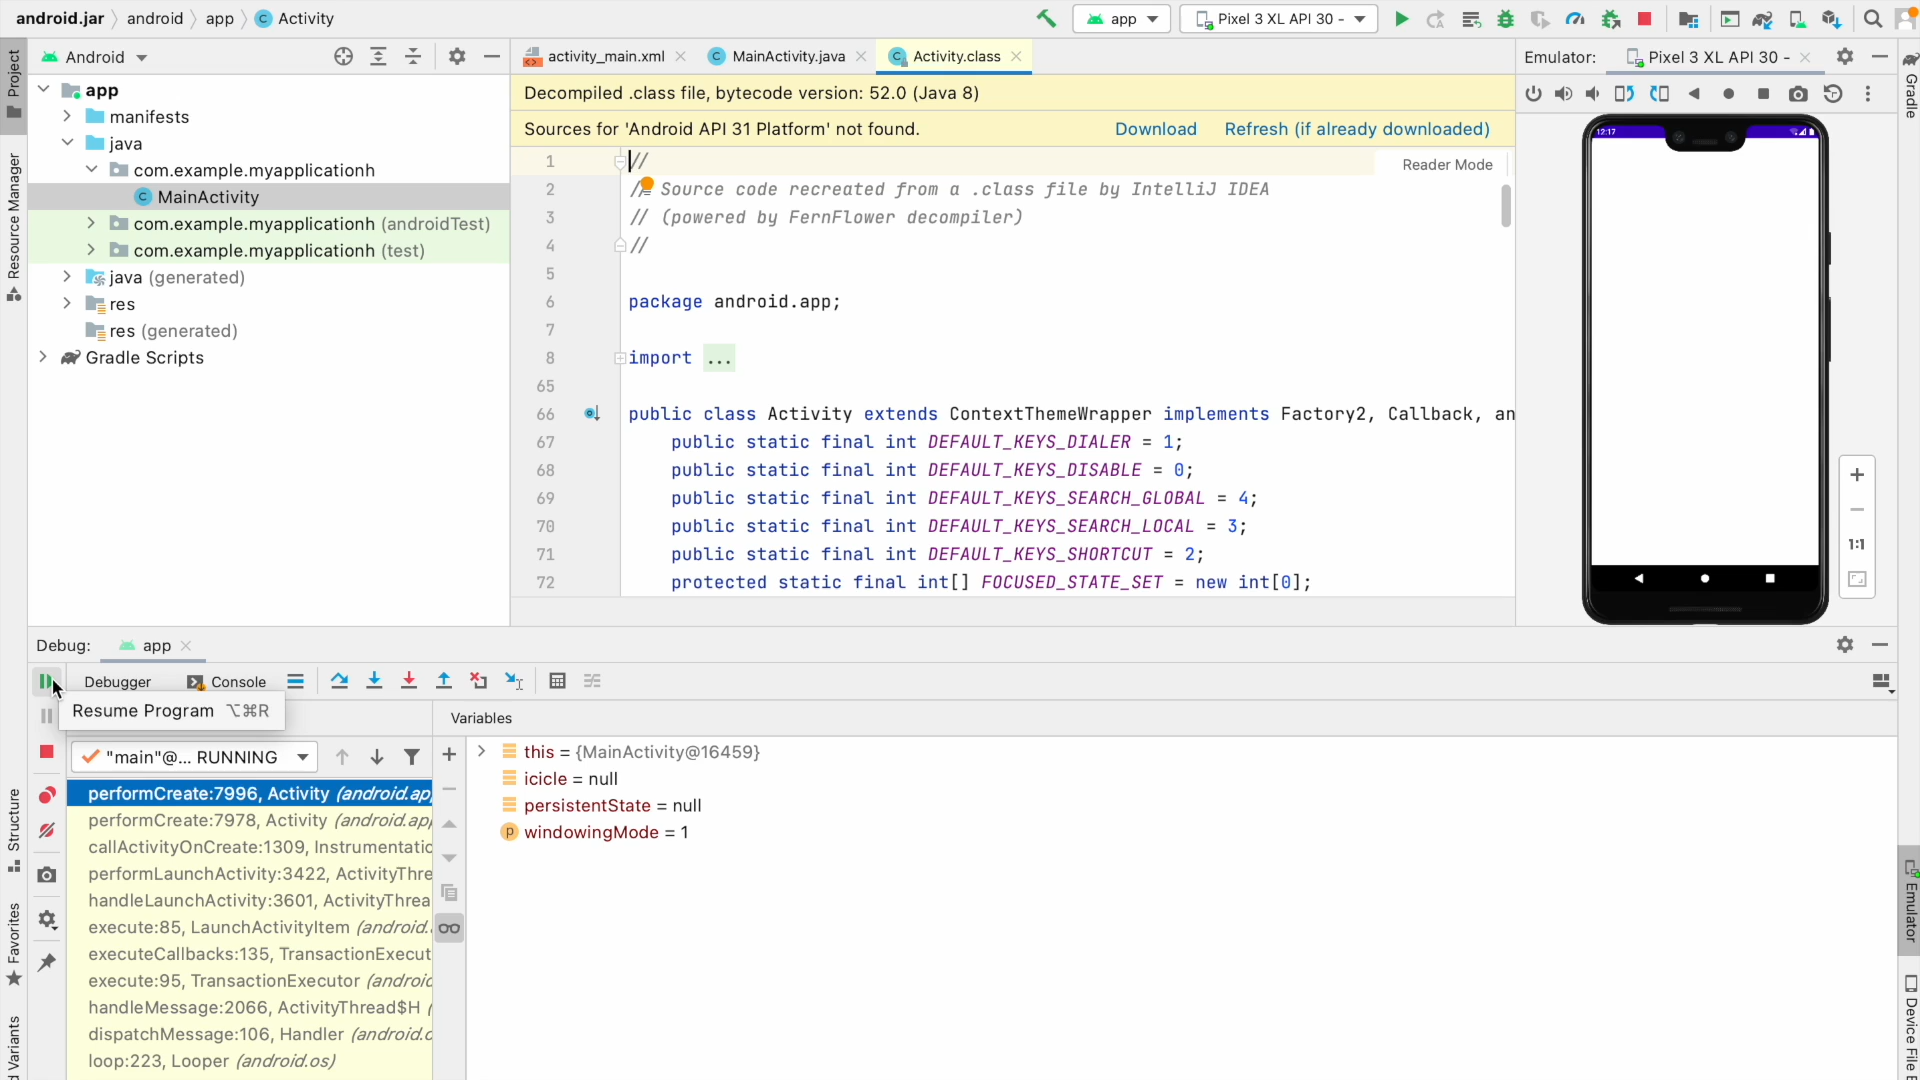 android.jar android app Activity app Pixel 3 XL API 30 -
Android activity_main.xml MainActivity.java Activity.class Emulator: Pixel 3 XL API 30 -
Project
Resource Manager
Structure
Favorites
Gradle
Emulator
app
manifests
java
com.example.myapplicationh
MainActivity
com.example.myapplicationh (androidTest)
com.example.myapplicationh (test)
java (generated)
res
res (generated)
Gradle Scripts
Decompiled .class file, bytecode version: 52.0 (Java 8)
Sources for 'Android API 31 Platform' not found. Download Refresh (if already downloaded)
Reader Mode
1 //
2 // Source code recreated from a .class file by IntelliJ IDEA
3 // (powered by FernFlower decompiler)
4 //
5
6 package android.app;
7
8 import ...
65
66 public class Activity extends ContextThemeWrapper implements Factory2, Callback, an
67 public static final int DEFAULT_KEYS_DIALER = 1;
68 public static final int DEFAULT_KEYS_DISABLE = 0;
69 public static final int DEFAULT_KEYS_SEARCH_GLOBAL = 4;
70 public static final int DEFAULT_KEYS_SEARCH_LOCAL = 3;
71 public static final int DEFAULT_KEYS_SHORTCUT = 2;
72 protected static final int[] FOCUSED_STATE_SET = new int[0];
12:17
1:1
Debug: app
Debugger Console
Resume Program ⌥⌘R
Variables
"main"@... RUNNING
performCreate:7996, Activity (android.ap
performCreate:7978, Activity (android.app
callActivityOnCreate:1309, Instrumentatio
performLaunchActivity:3422, ActivityThre
handleLaunchActivity:3601, ActivityThrea
execute:85, LaunchActivityItem (android.
executeCallbacks:135, TransactionExecut
execute:95, TransactionExecutor (androic
handleMessage:2066, ActivityThread$H (
dispatchMessage:106, Handler (android.o
loop:223, Looper (android.os)
this = {MainActivity@16459}
icicle = null
persistentState = null
p windowingMode = 1
d Variants
Device File E